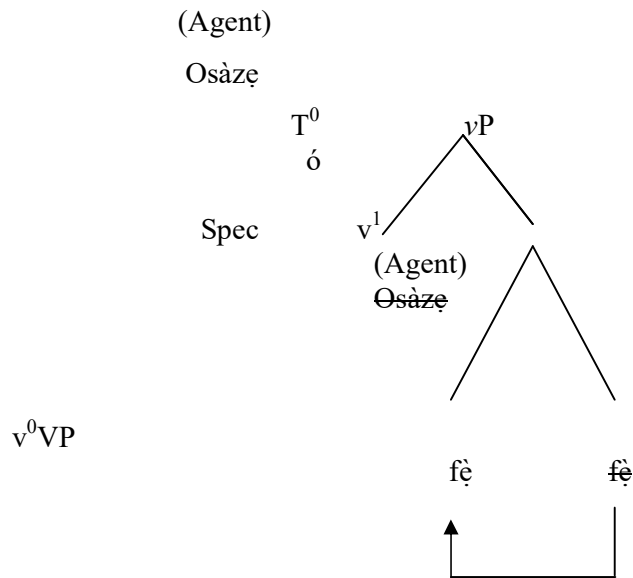 (Agent)
Osàzẹ
T⁰ vP
ó
Spec v¹
(Agent)
~~Osàzẹ~~
v⁰VP
fẹ̀ ~~fẹ̀~~